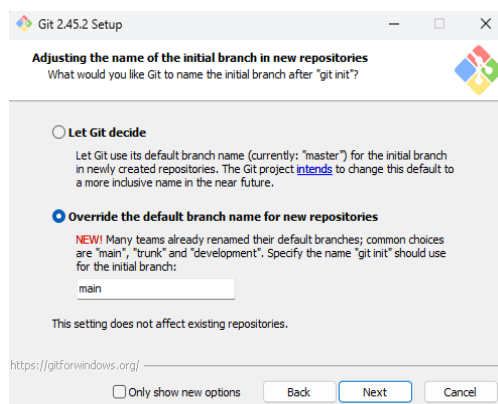 Git 2.45.2 Setup
Adjusting the name of the initial branch in new repositories
What would you like Git to name the initial branch after "git init"?
Let Git decide
Let Git use its default branch name (currently: "master") for the initial branch
in newly created repositories. The Git project intends to change this default to
a more inclusive name in the near future.
Override the default branch name for new repositories
NEW! Many teams already renamed their default branches; common choices
are "main", "trunk" and "development". Specify the name "git init" should use
for the initial branch:
main
This setting does not affect existing repositories.
https://gitforwindows.org/
Only show new options
Back
Next
Cancel